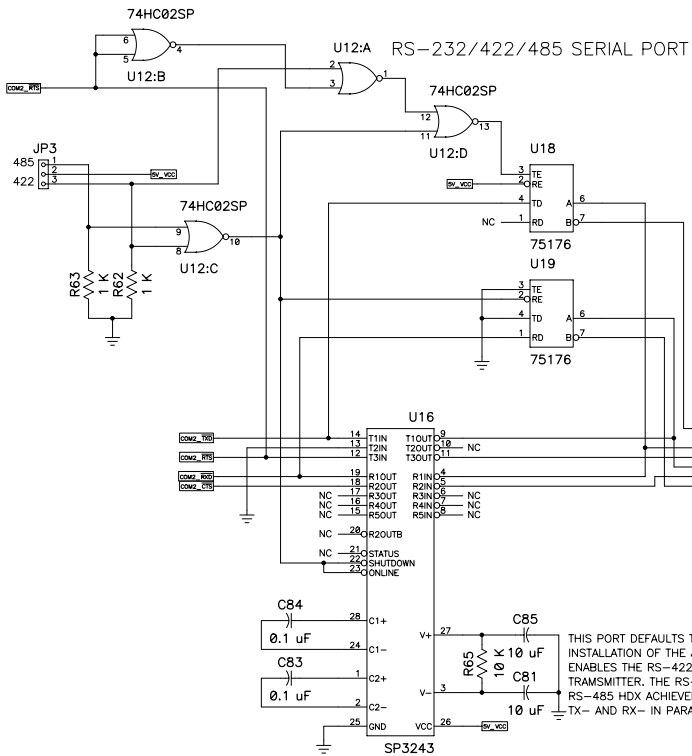 74HC02SP
6
5
4
U12:B
U12:A
2
3
1
RS-232/422/485 SERIAL PORT
COM2_RTS
74HC02SP
12
11
13
U12:D
JP3
485
422
1
2
3
5V_VCC
74HC02SP
9
8
10
U12:C
R63
1 K
R62
1 K
U18
5V_VCC
3 TE
2 RE
4 TD
NC 1 RD
A 6
B 7
75176
U19
3 TE
2 RE
4 TD
1 RD
A 6
B 7
75176
U16
COM2_TXD
COM2_RTS
COM2_RXD
COM2_CTS
14 T1IN
13 T2IN
12 T3IN
19 R1OUT
18 R2OUT
NC 17 R3OUT
NC 16 R4OUT
NC 15 R5OUT
NC 20 R2OUTB
NC 21 STATUS
22 SHUTDOWN
23 ONLINE
28 C1+
24 C1-
1 C2+
2 C2-
25 GND
T1OUT 9
T2OUT 10 NC
T3OUT 11
R1IN 4
R2IN 5
R3IN 6 NC
R4IN 7 NC
R5IN 8 NC
V+ 27
V- 3
VCC 26 5V_VCC
SP3243
C84
0.1 uF
C83
0.1 uF
R65
10 K
C85
10 uF
C81
10 uF
THIS PORT DEFAULTS T
INSTALLATION OF THE J
ENABLES THE RS-422
TRAMSMITTER. THE RS-
RS-485 HDX ACHIEVE
TX- AND RX- IN PARA